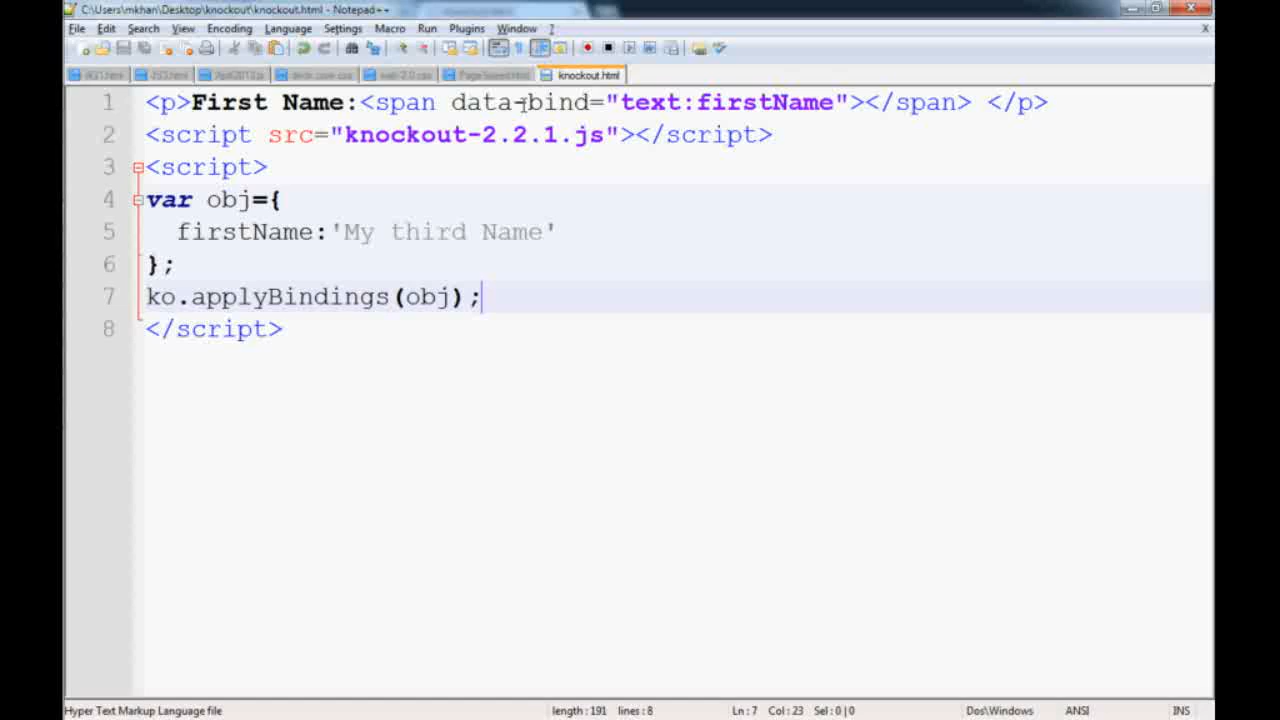 C:\Users\mkhan\Desktop\knockout\knockout.html - Notepad++
File Edit Search View Encoding Language Settings Macro Run Plugins Window ? X
knockout.html
1 <p>First Name:<span data-bind="text:firstName"></span> </p>
2 <script src="knockout-2.2.1.js"></script>
3 <script>
4 var obj={
5 firstName:'My third Name'
6 };
7 ko.applyBindings(obj);
8 </script>
Hyper Text Markup Language file length : 191 lines : 8 Ln : 7 Col : 23 Sel : 0 | 0 Dos\Windows ANSI INS